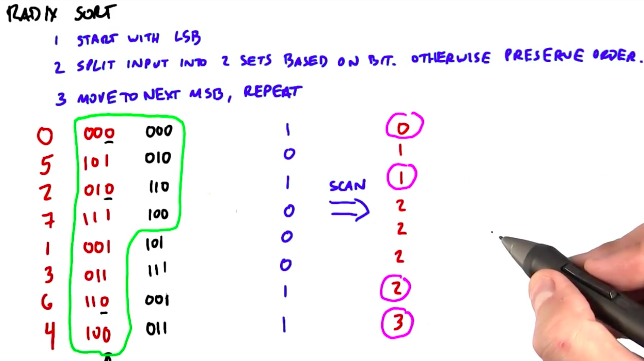 RADIX SORT
1 START WITH LSB
2 SPLIT INPUT INTO 2 SETS BASED ON BIT. OTHERWISE PRESERVE ORDER.
3 MOVE TO NEXT MSB, REPEAT
0 000 000 1 0
5 101 010 0 1
2 010 110 1 SCAN 1
7 111 100 0 2
1 001 101 0 2
3 011 111 0 2
6 110 001 1 2
4 100 011 1 3